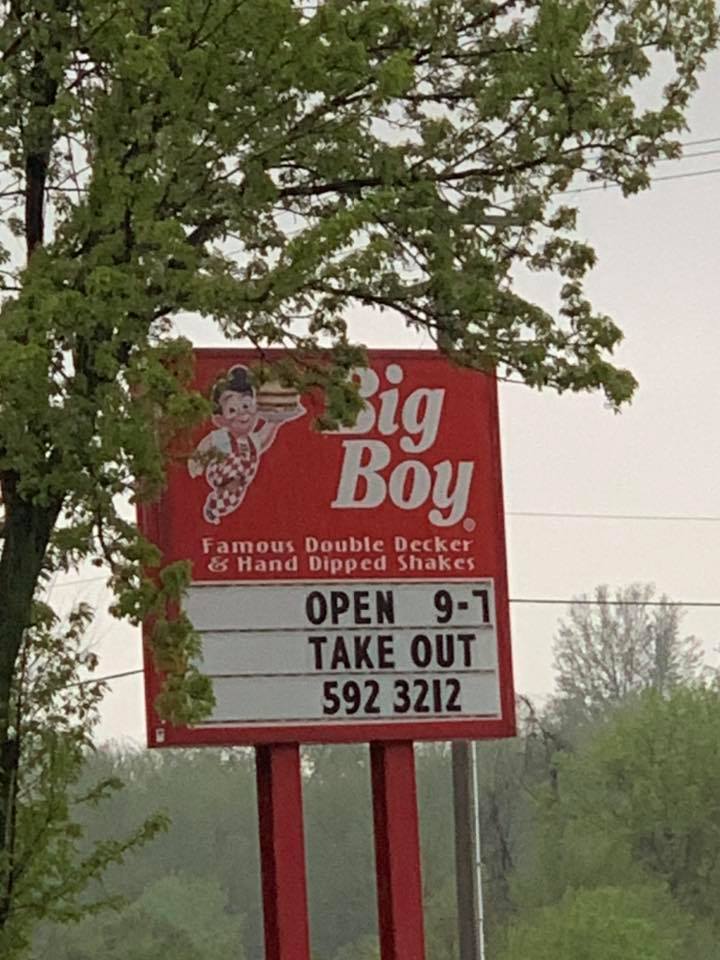 Big
Boy
®
Famous Double Decker
& Hand Dipped Shakes
OPEN 9-7
TAKE OUT
592 3212